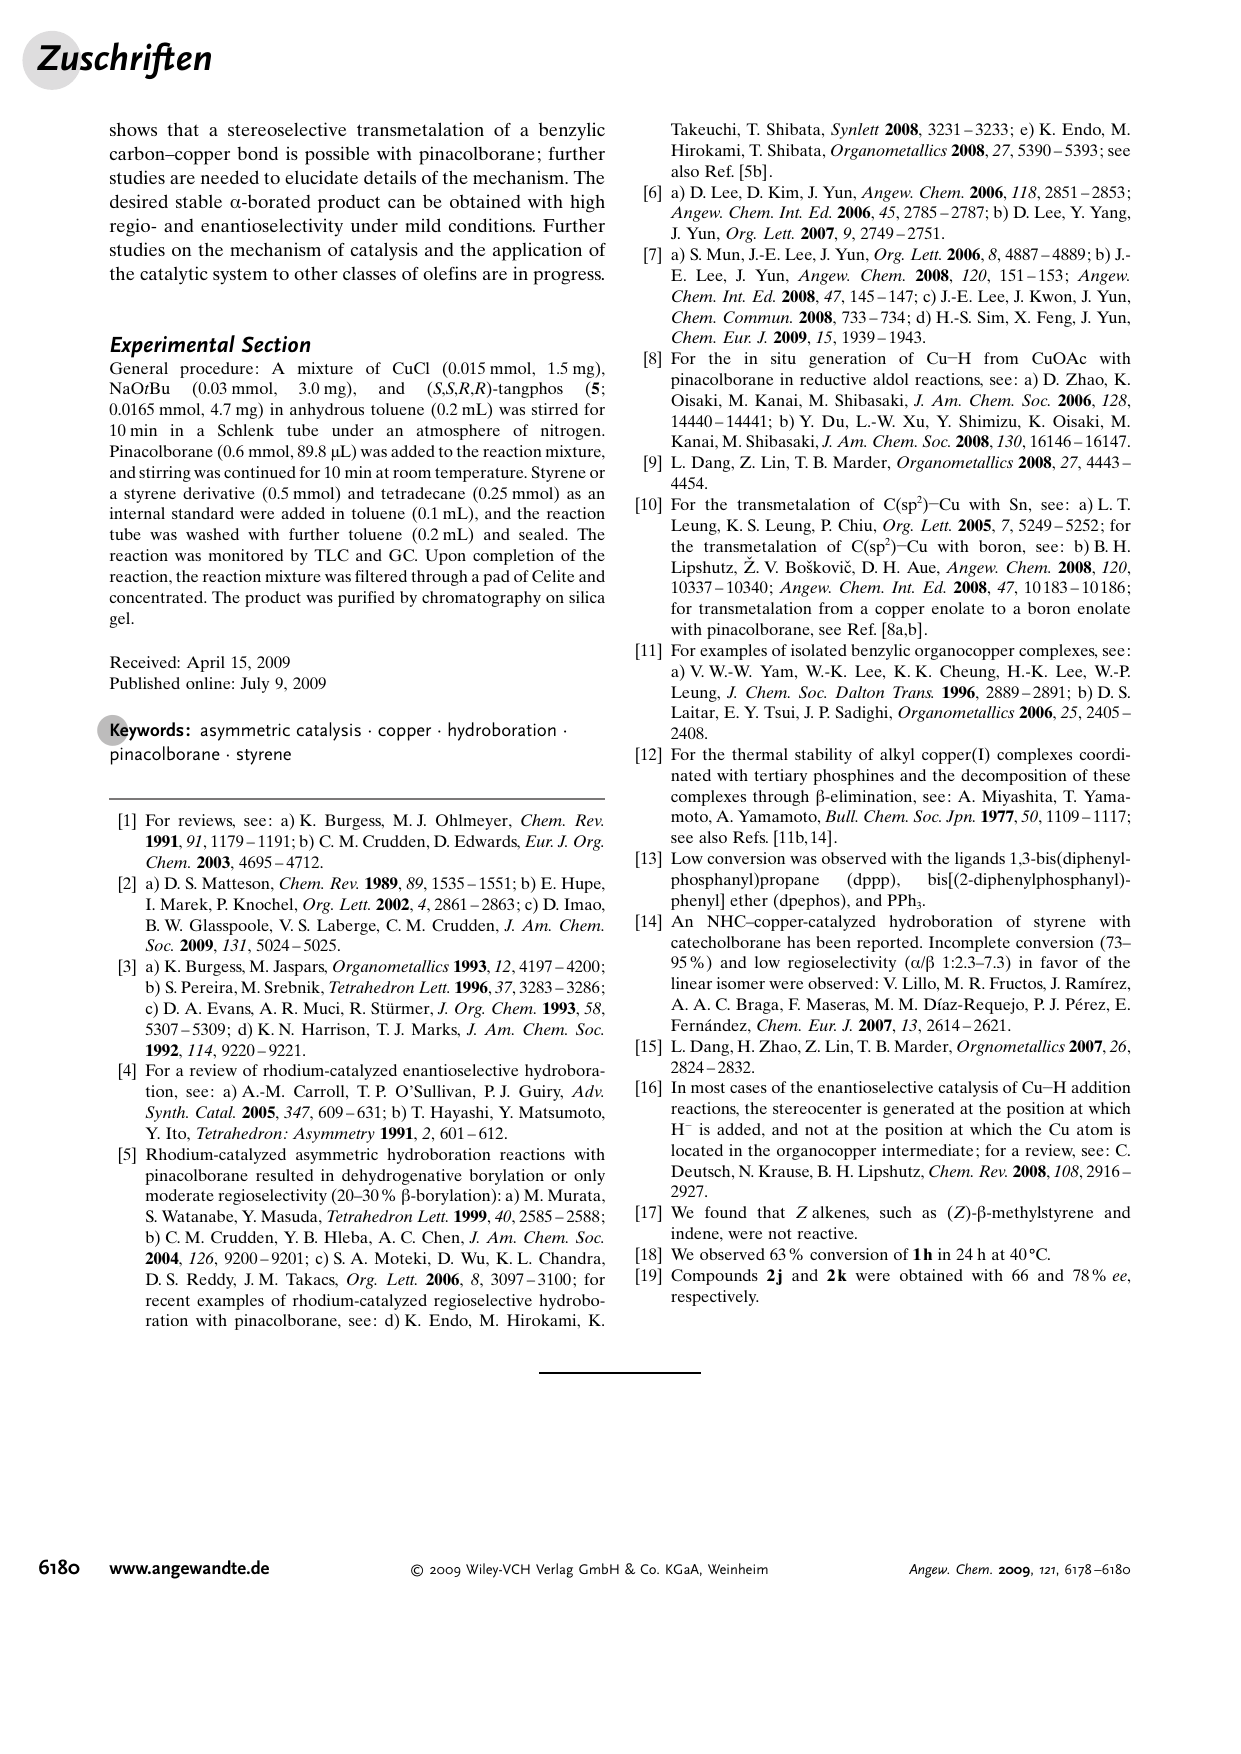 Zuschriften
shows that a stereoselective transmetalation of a benzylic
carbon–copper bond is possible with pinacolborane; further
studies are needed to elucidate details of the mechanism. The
desired stable α-borated product can be obtained with high
regio- and enantioselectivity under mild conditions. Further
studies on the mechanism of catalysis and the application of
the catalytic system to other classes of olefins are in progress.
Experimental Section
General procedure: A mixture of CuCl (0.015 mmol, 1.5 mg),
NaOtBu (0.03 mmol, 3.0 mg), and (S,S,R,R)-tangphos (5;
0.0165 mmol, 4.7 mg) in anhydrous toluene (0.2 mL) was stirred for
10 min in a Schlenk tube under an atmosphere of nitrogen.
Pinacolborane (0.6 mmol, 89.8 μL) was added to the reaction mixture,
and stirring was continued for 10 min at room temperature. Styrene or
a styrene derivative (0.5 mmol) and tetradecane (0.25 mmol) as an
internal standard were added in toluene (0.1 mL), and the reaction
tube was washed with further toluene (0.2 mL) and sealed. The
reaction was monitored by TLC and GC. Upon completion of the
reaction, the reaction mixture was filtered through a pad of Celite and
concentrated. The product was purified by chromatography on silica
gel.
Received: April 15, 2009
Published online: July 9, 2009
Keywords: asymmetric catalysis · copper · hydroboration ·
pinacolborane · styrene
[1] For reviews, see: a) K. Burgess, M. J. Ohlmeyer, Chem. Rev.
1991, 91, 1179–1191; b) C. M. Crudden, D. Edwards, Eur. J. Org.
Chem. 2003, 4695–4712.
[2] a) D. S. Matteson, Chem. Rev. 1989, 89, 1535–1551; b) E. Hupe,
I. Marek, P. Knochel, Org. Lett. 2002, 4, 2861–2863; c) D. Imao,
B. W. Glasspoole, V. S. Laberge, C. M. Crudden, J. Am. Chem.
Soc. 2009, 131, 5024–5025.
[3] a) K. Burgess, M. Jaspars, Organometallics 1993, 12, 4197–4200;
b) S. Pereira, M. Srebnik, Tetrahedron Lett. 1996, 37, 3283–3286;
c) D. A. Evans, A. R. Muci, R. Stürmer, J. Org. Chem. 1993, 58,
5307–5309; d) K. N. Harrison, T. J. Marks, J. Am. Chem. Soc.
1992, 114, 9220–9221.
[4] For a review of rhodium-catalyzed enantioselective hydrobora-
tion, see: a) A.-M. Carroll, T. P. O'Sullivan, P. J. Guiry, Adv.
Synth. Catal. 2005, 347, 609–631; b) T. Hayashi, Y. Matsumoto,
Y. Ito, Tetrahedron: Asymmetry 1991, 2, 601–612.
[5] Rhodium-catalyzed asymmetric hydroboration reactions with
pinacolborane resulted in dehydrogenative borylation or only
moderate regioselectivity (20–30 % β-borylation): a) M. Murata,
S. Watanabe, Y. Masuda, Tetrahedron Lett. 1999, 40, 2585–2588;
b) C. M. Crudden, Y. B. Hleba, A. C. Chen, J. Am. Chem. Soc.
2004, 126, 9200–9201; c) S. A. Moteki, D. Wu, K. L. Chandra,
D. S. Reddy, J. M. Takacs, Org. Lett. 2006, 8, 3097–3100; for
recent examples of rhodium-catalyzed regioselective hydrobo-
ration with pinacolborane, see: d) K. Endo, M. Hirokami, K.
Takeuchi, T. Shibata, Synlett 2008, 3231–3233; e) K. Endo, M.
Hirokami, T. Shibata, Organometallics 2008, 27, 5390–5393; see
also Ref. [5b].
[6] a) D. Lee, D. Kim, J. Yun, Angew. Chem. 2006, 118, 2851–2853;
Angew. Chem. Int. Ed. 2006, 45, 2785–2787; b) D. Lee, Y. Yang,
J. Yun, Org. Lett. 2007, 9, 2749–2751.
[7] a) S. Mun, J.-E. Lee, J. Yun, Org. Lett. 2006, 8, 4887–4889; b) J.-
E. Lee, J. Yun, Angew. Chem. 2008, 120, 151–153; Angew.
Chem. Int. Ed. 2008, 47, 145–147; c) J.-E. Lee, J. Kwon, J. Yun,
Chem. Commun. 2008, 733–734; d) H.-S. Sim, X. Feng, J. Yun,
Chem. Eur. J. 2009, 15, 1939–1943.
[8] For the in situ generation of Cu–H from CuOAc with
pinacolborane in reductive aldol reactions, see: a) D. Zhao, K.
Oisaki, M. Kanai, M. Shibasaki, J. Am. Chem. Soc. 2006, 128,
14440–14441; b) Y. Du, L.-W. Xu, Y. Shimizu, K. Oisaki, M.
Kanai, M. Shibasaki, J. Am. Chem. Soc. 2008, 130, 16146–16147.
[9] L. Dang, Z. Lin, T. B. Marder, Organometallics 2008, 27, 4443–
4454.
[10] For the transmetalation of C(sp²)–Cu with Sn, see: a) L. T.
Leung, K. S. Leung, P. Chiu, Org. Lett. 2005, 7, 5249–5252; for
the transmetalation of C(sp²)–Cu with boron, see: b) B. H.
Lipshutz, Ž. V. Boškovič, D. H. Aue, Angew. Chem. 2008, 120,
10337–10340; Angew. Chem. Int. Ed. 2008, 47, 10183–10186;
for transmetalation from a copper enolate to a boron enolate
with pinacolborane, see Ref. [8a,b].
[11] For examples of isolated benzylic organocopper complexes, see:
a) V. W.-W. Yam, W.-K. Lee, K. K. Cheung, H.-K. Lee, W.-P.
Leung, J. Chem. Soc. Dalton Trans. 1996, 2889–2891; b) D. S.
Laitar, E. Y. Tsui, J. P. Sadighi, Organometallics 2006, 25, 2405–
2408.
[12] For the thermal stability of alkyl copper(I) complexes coordi-
nated with tertiary phosphines and the decomposition of these
complexes through β-elimination, see: A. Miyashita, T. Yama-
moto, A. Yamamoto, Bull. Chem. Soc. Jpn. 1977, 50, 1109–1117;
see also Refs. [11b,14].
[13] Low conversion was observed with the ligands 1,3-bis(diphenyl-
phosphanyl)propane (dppp), bis[(2-diphenylphosphanyl)-
phenyl] ether (dpephos), and PPh₃.
[14] An NHC–copper-catalyzed hydroboration of styrene with
catecholborane has been reported. Incomplete conversion (73–
95 %) and low regioselectivity (α/β 1:2.3–7.3) in favor of the
linear isomer were observed: V. Lillo, M. R. Fructos, J. Ramírez,
A. A. C. Braga, F. Maseras, M. M. Díaz-Requejo, P. J. Pérez, E.
Fernández, Chem. Eur. J. 2007, 13, 2614–2621.
[15] L. Dang, H. Zhao, Z. Lin, T. B. Marder, Orgnometallics 2007, 26,
2824–2832.
[16] In most cases of the enantioselective catalysis of Cu–H addition
reactions, the stereocenter is generated at the position at which
H⁻ is added, and not at the position at which the Cu atom is
located in the organocopper intermediate; for a review, see: C.
Deutsch, N. Krause, B. H. Lipshutz, Chem. Rev. 2008, 108, 2916–
2927.
[17] We found that Z alkenes, such as (Z)-β-methylstyrene and
indene, were not reactive.
[18] We observed 63 % conversion of 1h in 24 h at 40 °C.
[19] Compounds 2j and 2k were obtained with 66 and 78 % ee,
respectively.
6180 www.angewandte.de © 2009 Wiley-VCH Verlag GmbH & Co. KGaA, Weinheim Angew. Chem. 2009, 121, 6178–6180